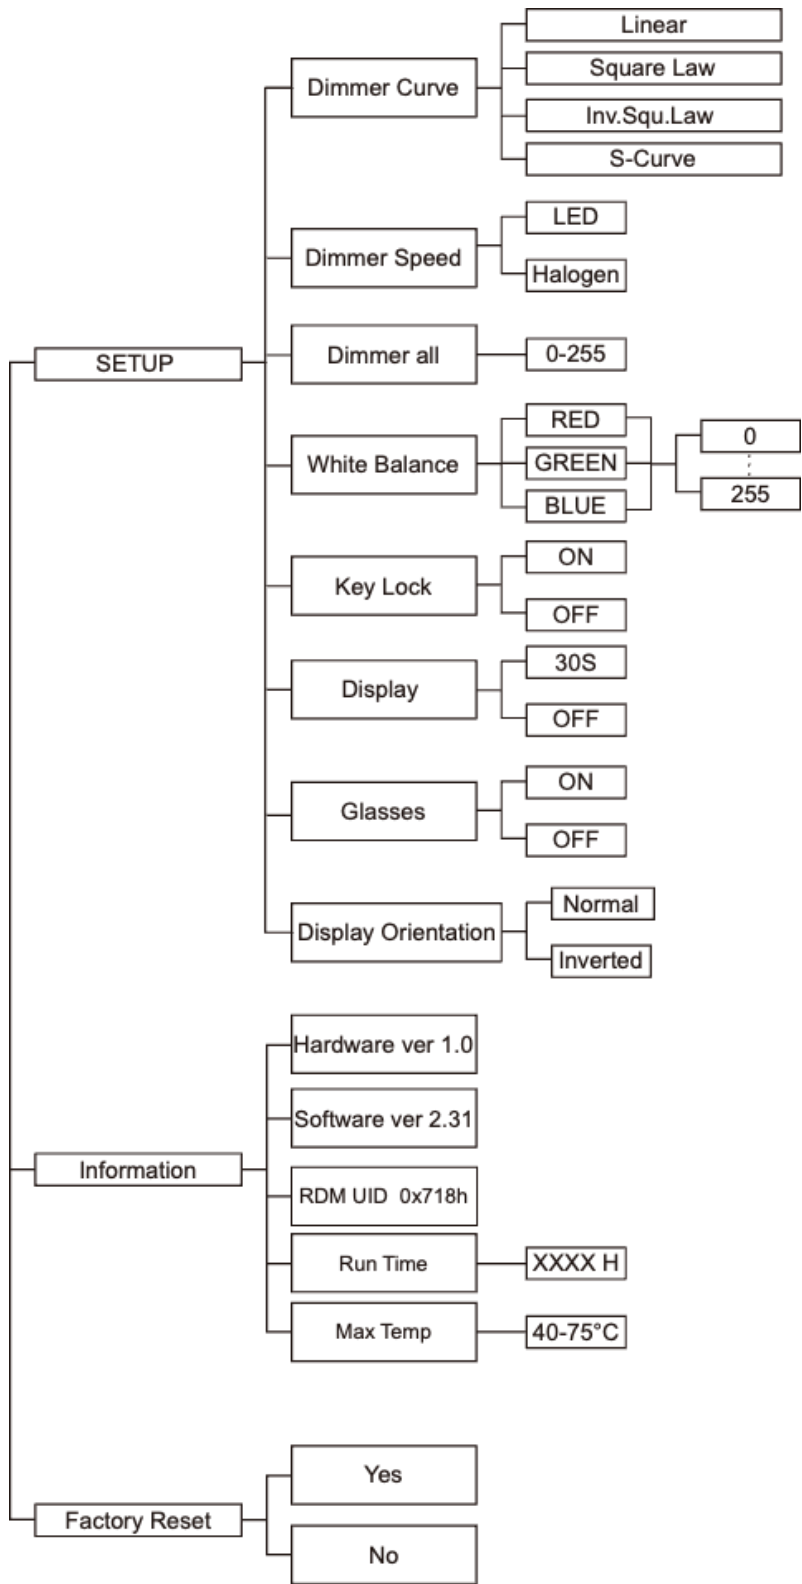 SETUP
Dimmer Curve
Linear
Square Law
Inv.Squ.Law
S-Curve
Dimmer Speed
LED
Halogen
Dimmer all
0-255
White Balance
RED
GREEN
BLUE
0
255
Key Lock
ON
OFF
Display
30S
OFF
Glasses
ON
OFF
Display Orientation
Normal
Inverted
Information
Hardware ver 1.0
Software ver 2.31
RDM UID 0x718h
Run Time
XXXX H
Max Temp
40-75°C
Factory Reset
Yes
No